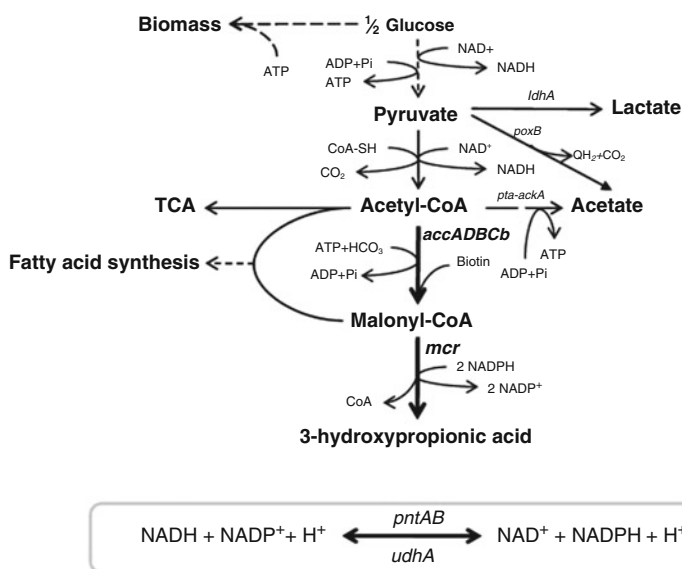 Biomass
½ Glucose
ATP
ADP+Pi
ATP
NAD+
NADH
Pyruvate
ldhA
Lactate
poxB
QH₂+CO₂
CoA-SH
CO₂
NAD⁺
NADH
TCA
Acetyl-CoA
pta-ackA
Acetate
accADBCb
ATP+HCO₃
ADP+Pi
Biotin
ATP
ADP+Pi
Fatty acid synthesis
Malonyl-CoA
mcr
2 NADPH
2 NADP⁺
CoA
3-hydroxypropionic acid
NADH + NADP⁺ + H⁺ pntAB NAD⁺ + NADPH + H⁺
udhA